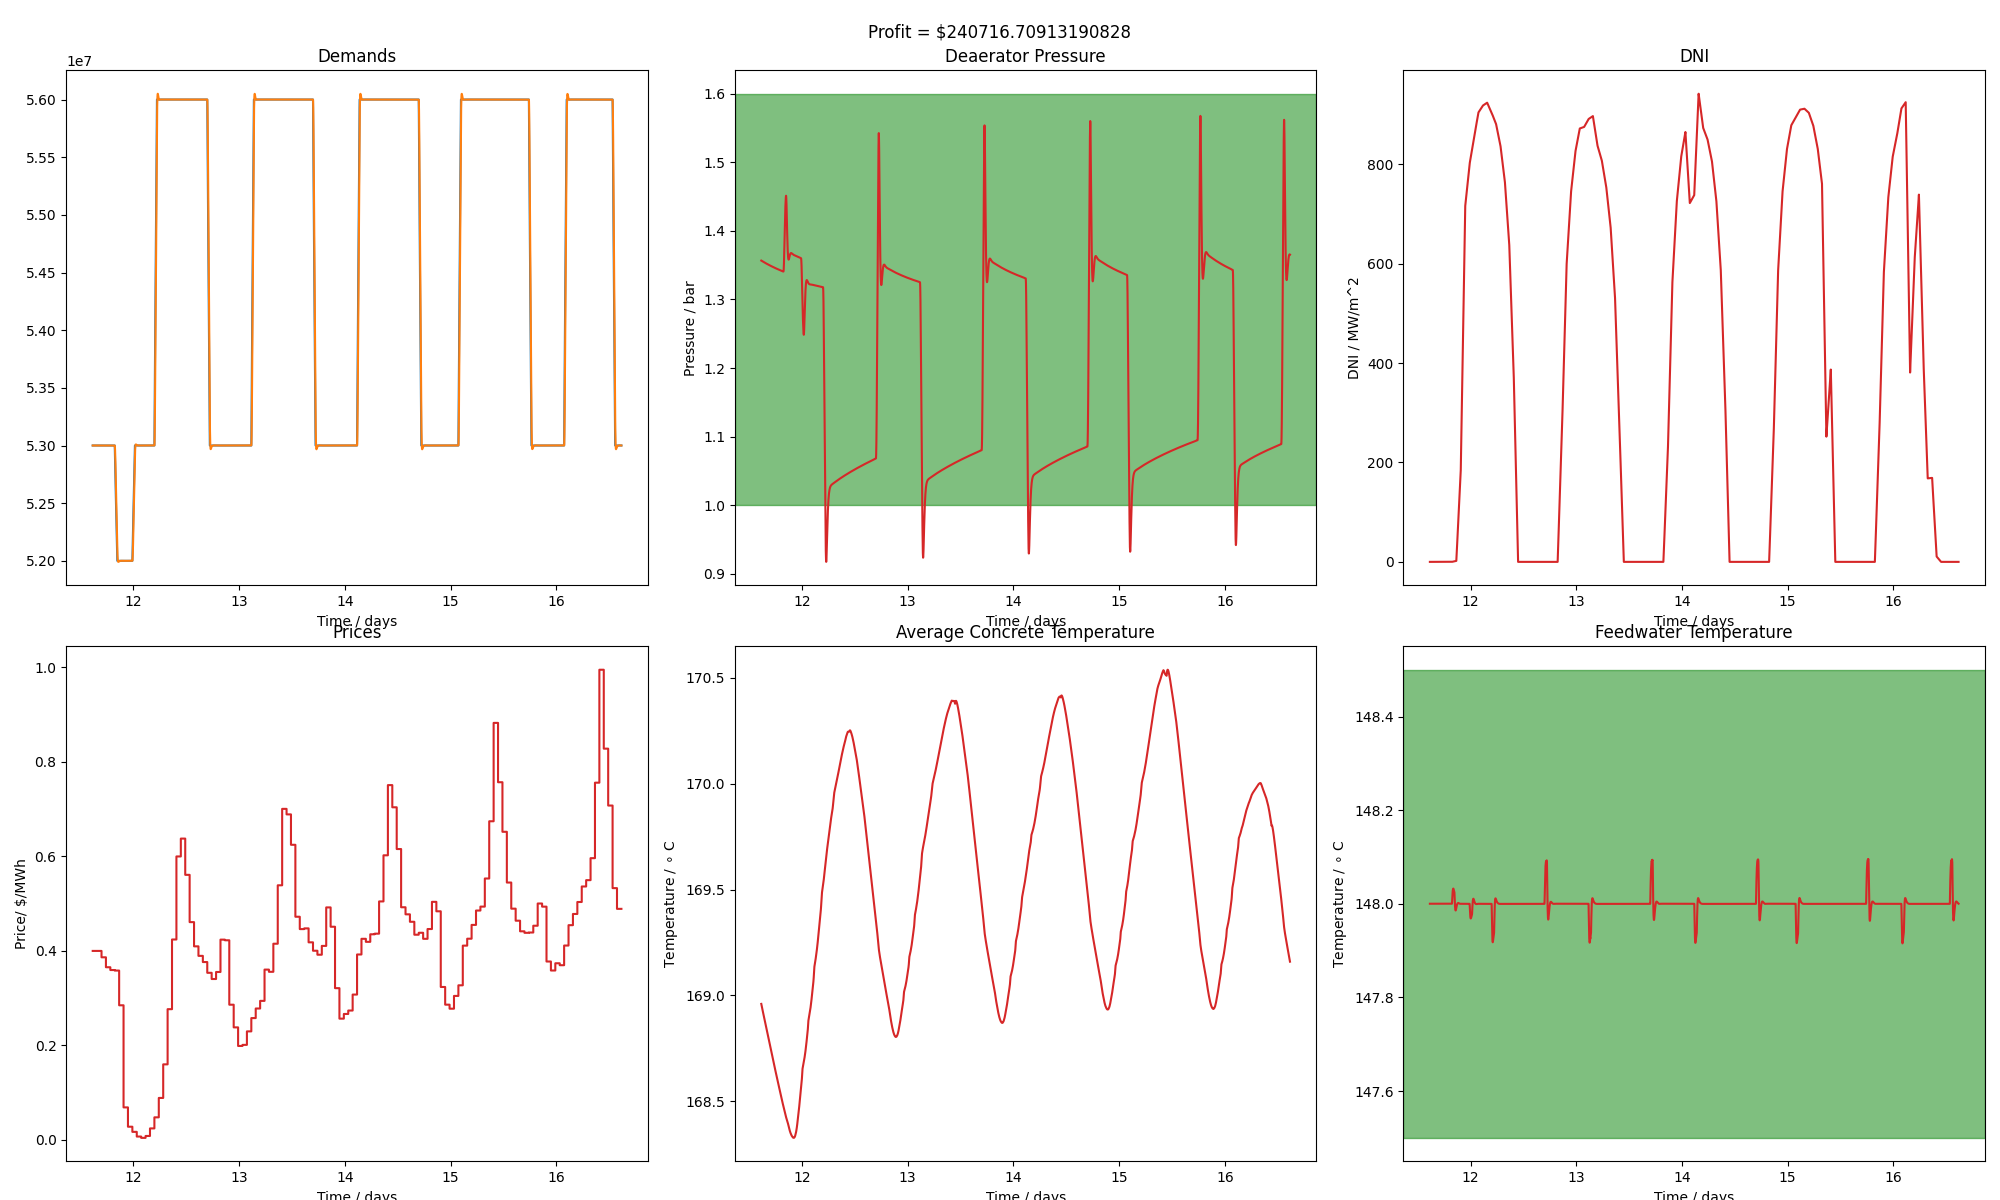 Profit = $240716.70913190828
Demands
1e7
5.60
5.55
5.50
5.45
5.40
5.35
5.30
5.25
5.20
12 13 14 15 16
Time / days
Deaerator Pressure
Pressure / bar
1.6
1.5
1.4
1.3
1.2
1.1
1.0
0.9
12 13 14 15 16
Time / days
DNI
DNI / MW/m^2
800
600
400
200
0
12 13 14 15 16
Time / days
Prices
Price/ $/MWh
1.0
0.8
0.6
0.4
0.2
0.0
12 13 14 15 16
Time / days
Average Concrete Temperature
Temperature / ∘ C
170.5
170.0
169.5
169.0
168.5
12 13 14 15 16
Time / days
Feedwater Temperature
Temperature / ∘ C
148.4
148.2
148.0
147.8
147.6
12 13 14 15 16
Time / days